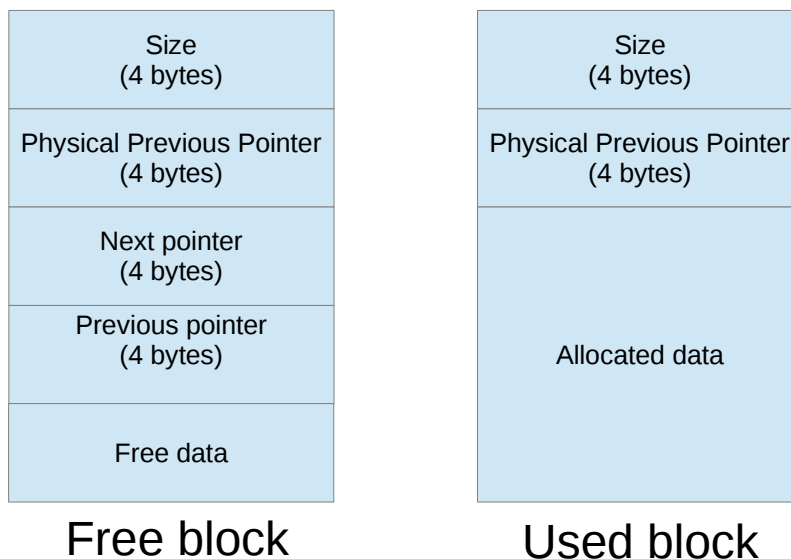 Size
(4 bytes)
Physical Previous Pointer
(4 bytes)
Next pointer
(4 bytes)
Previous pointer
(4 bytes)
Free data
Free block
Size
(4 bytes)
Physical Previous Pointer
(4 bytes)
Allocated data
Used block